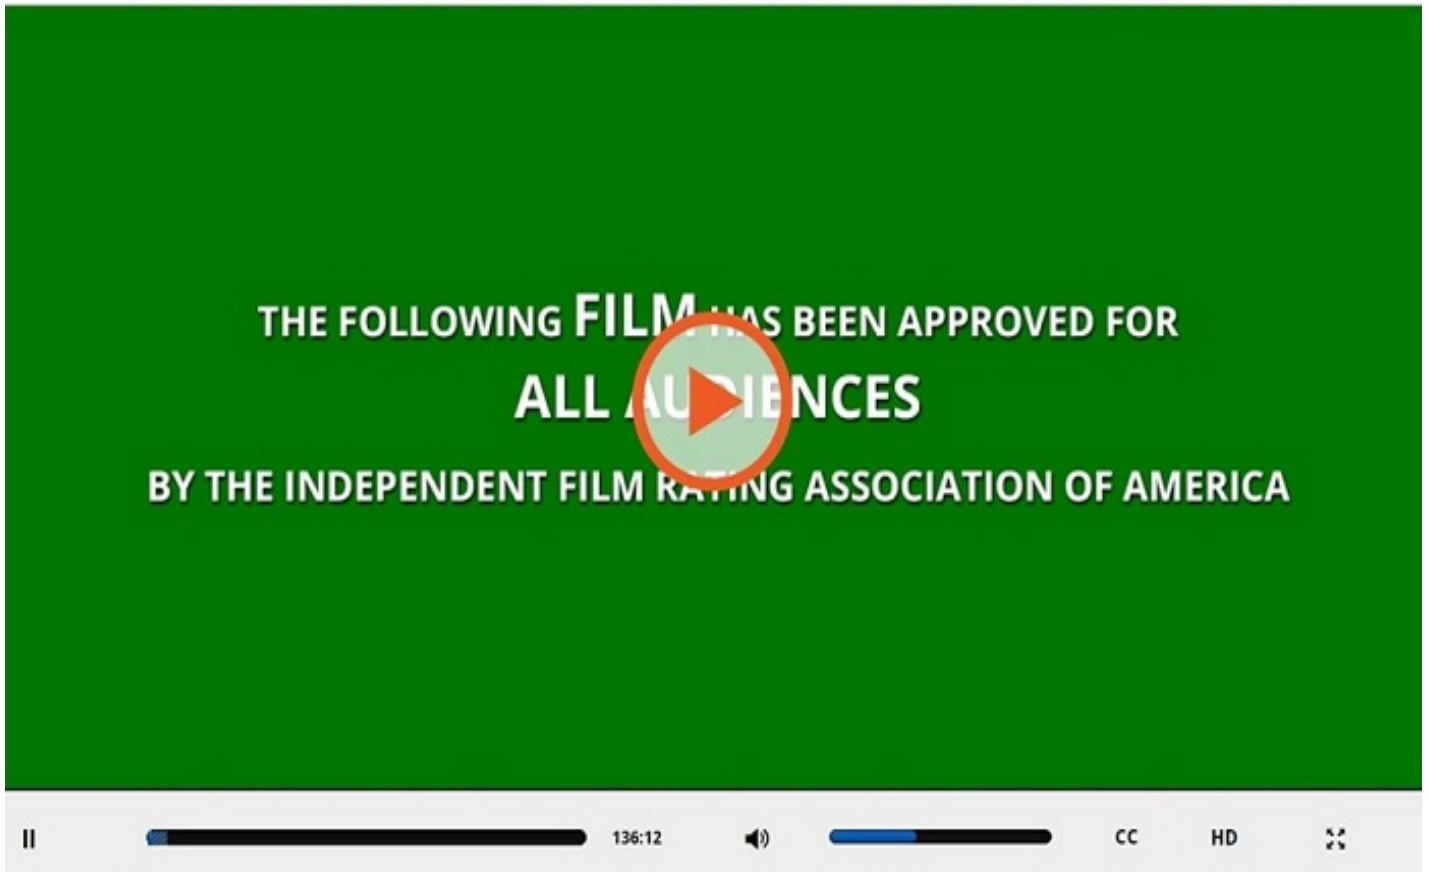 THE FOLLOWING FILM HAS BEEN APPROVED FOR
ALL AUDIENCES
BY THE INDEPENDENT FILM RATING ASSOCIATION OF AMERICA
136:12 CC HD